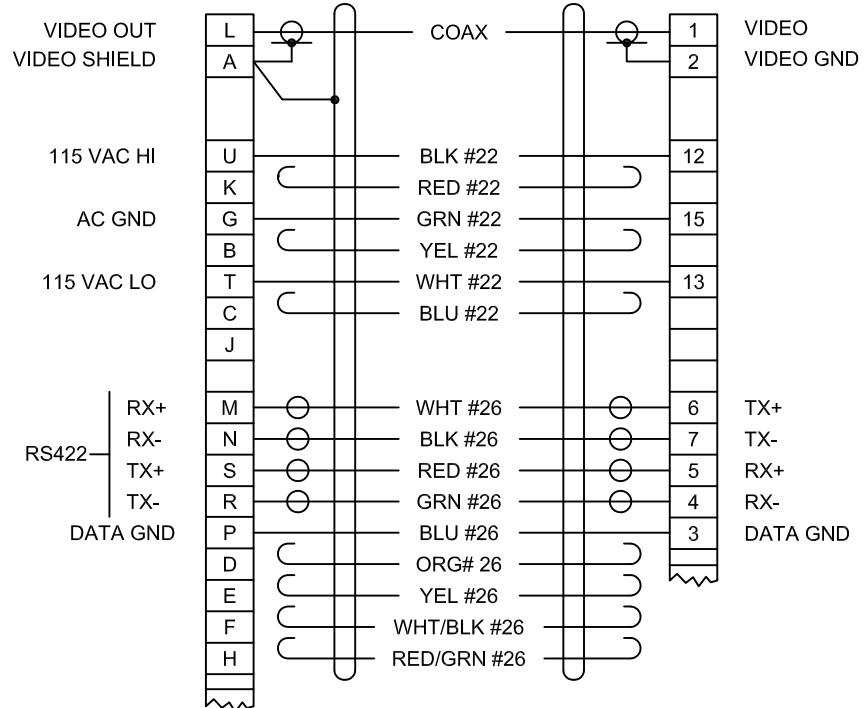 VIDEO OUT L COAX 1 VIDEO
VIDEO SHIELD A 2 VIDEO GND
115 VAC HI U BLK #22 12
K RED #22
AC GND G GRN #22 15
B YEL #22
115 VAC LO T WHT #22 13
C BLU #22
J
RX+ M WHT #26 6 TX+
RX- N BLK #26 7 TX-
RS422
TX+ S RED #26 5 RX+
TX- R GRN #26 4 RX-
DATA GND P BLU #26 3 DATA GND
D ORG# 26
E YEL #26
F WHT/BLK #26
H RED/GRN #26